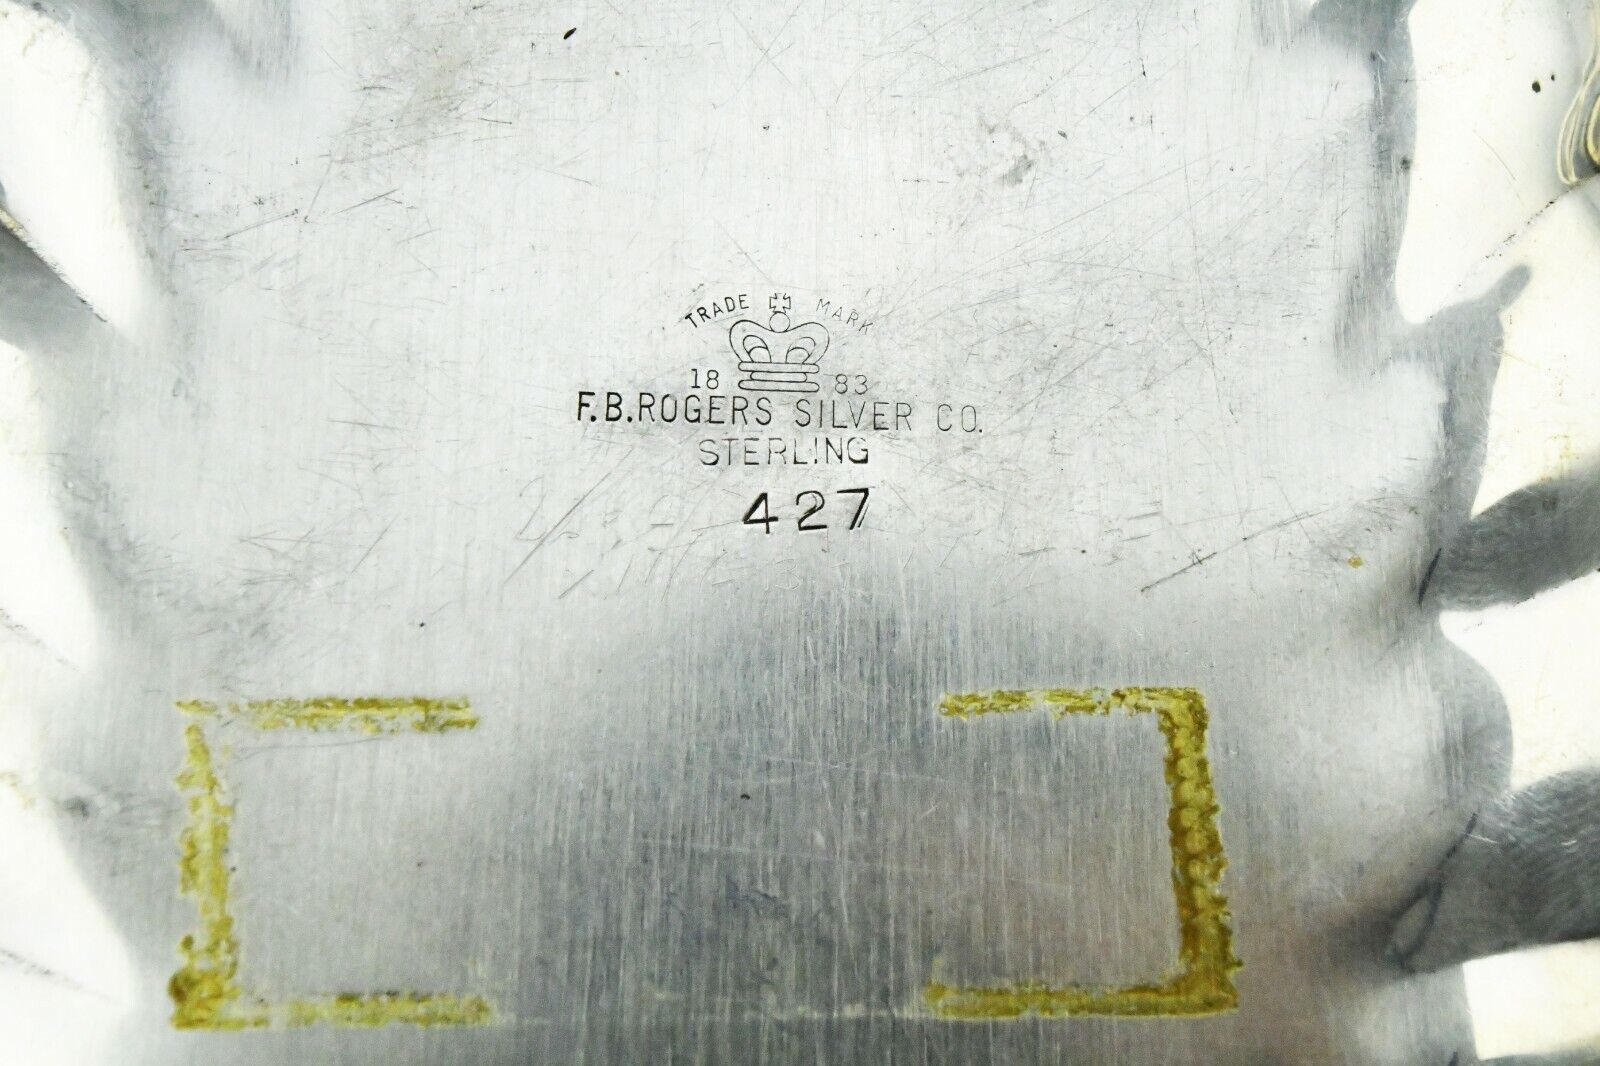 TRADE MARK
18 83
F.B.ROGERS SILVER CO.
STERLING
427